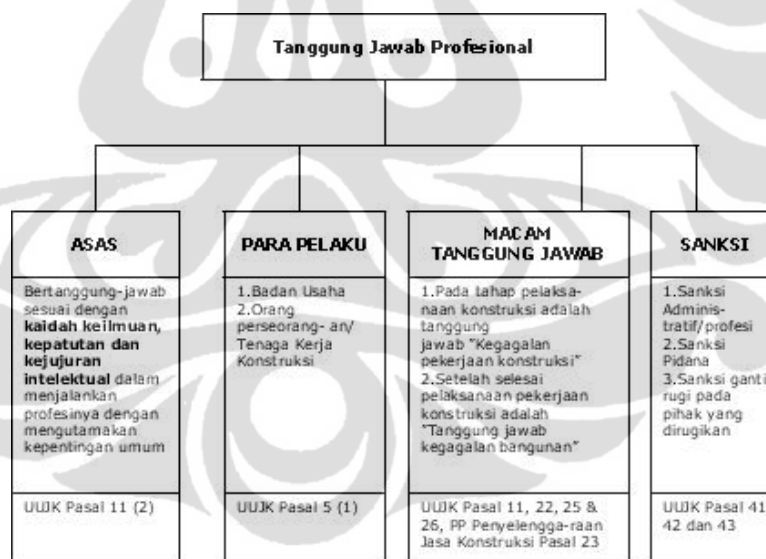 Tanggung Jawab Profesional
ASAS
Bertanggung-jawab
sesuai dengan
kaidah keilmuan,
kepatutan dan
kejujuran
intelektual dalam
menjalankan
profesinya dengan
mengutamakan
kepentingan umum
UUJK Pasal 11 (2)
PARA PELAKU
1.Badan Usaha
2.Orang
perseorang- an/
Tenaga Kerja
Konstruksi
UUJK Pasal 5 (1)
MACAM
TANGGUNG JAWAB
1.Pada tahap pelaksa-
naan konstruksi adalah
tanggung
jawab "Kegagalan
pekerjaan konstruksi"
2.Setelah selesai
pelaksanaan pekerjaan
konstruksi adalah
"Tanggung jawab
kegagalan bangunan"
UUJK Pasal 11, 22, 25 &
26, PP Penyelengga-raan
Jasa Konstruksi Pasal 23
SANKSI
1.Sanksi
Adminis-
tratif/profesi
2.Sanksi
Pidana
3.Sanksi ganti
rugi pada
pihak yang
dirugikan
UUJK Pasal 41
42 dan 43